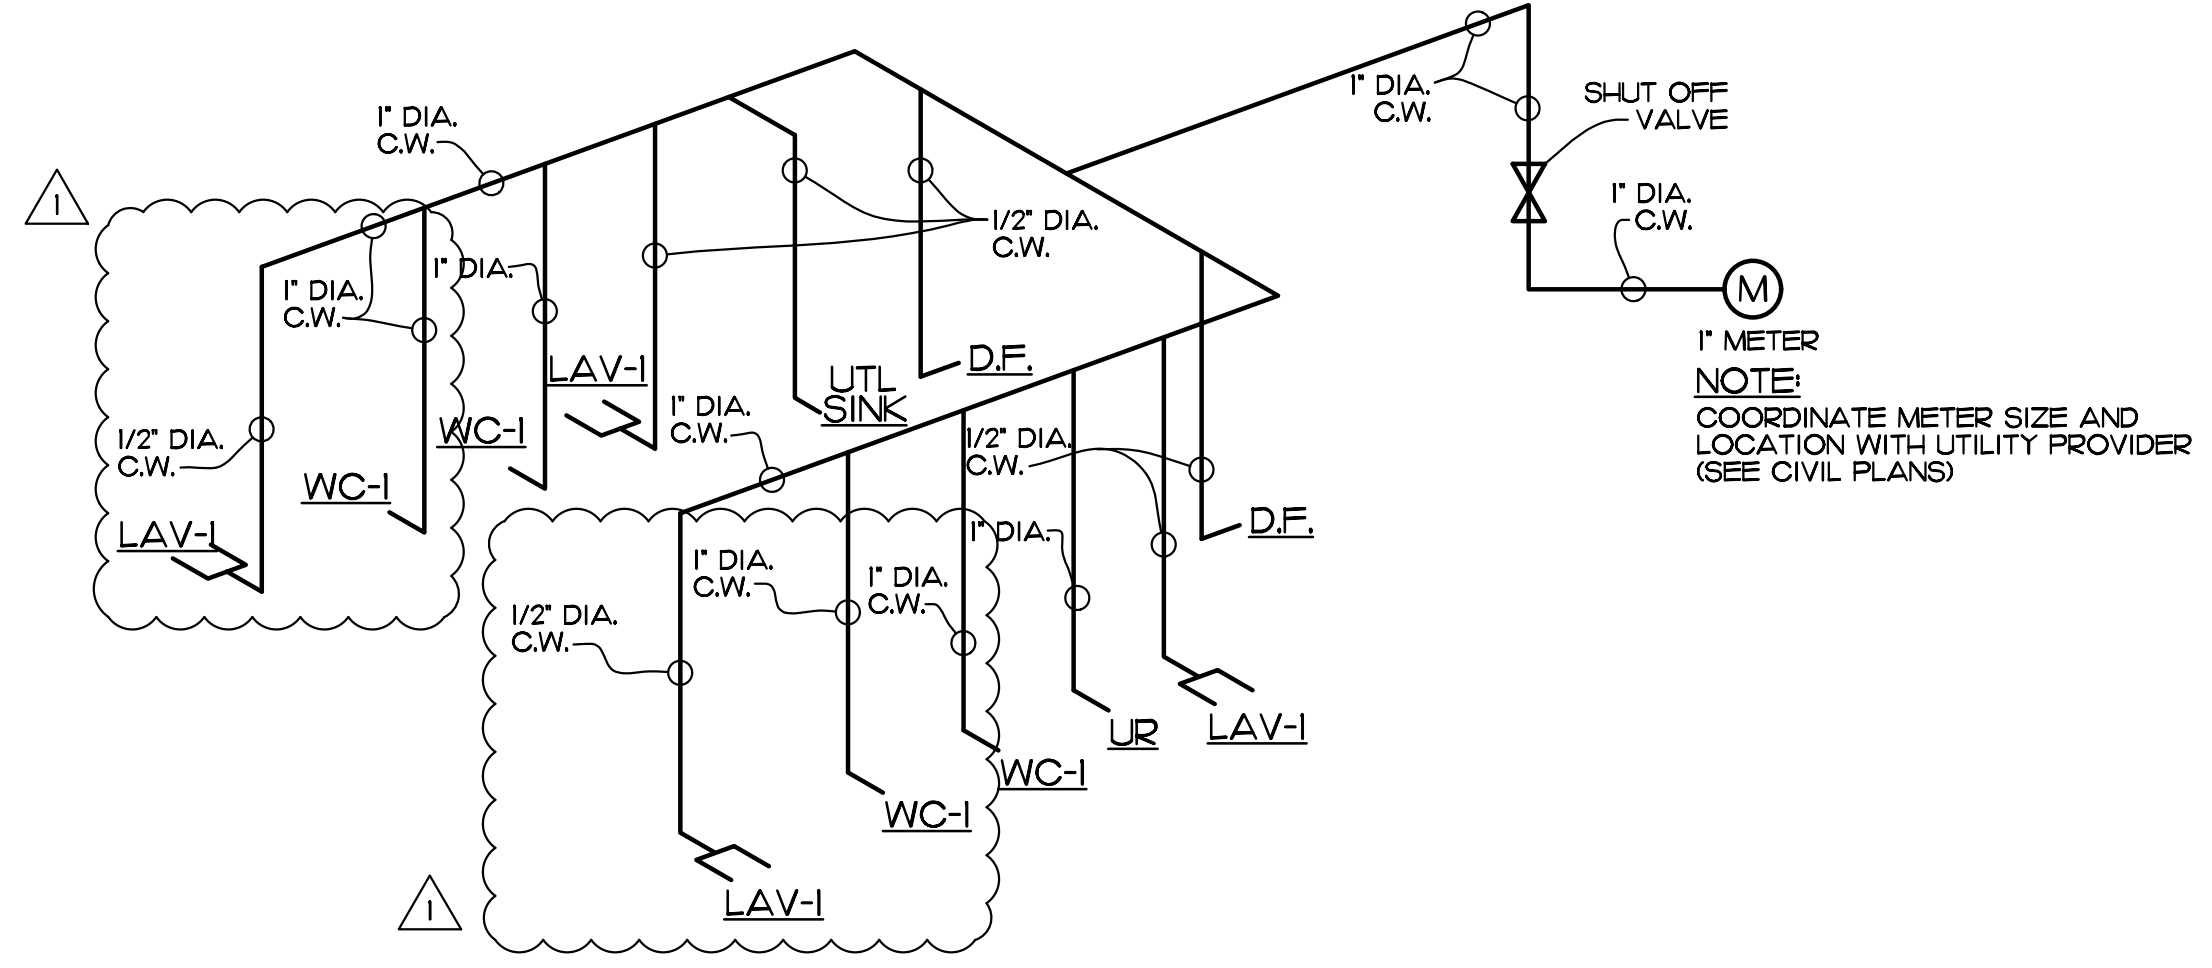 1" DIA.
C.W.
SHUT OFF
VALVE
1" DIA.
C.W.
1
1" DIA.
C.W.
1/2" DIA.
C.W.
1" DIA.
1" DIA.
C.W.
M
1" METER
NOTE:
COORDINATE METER SIZE AND
LOCATION WITH UTILITY PROVIDER
(SEE CIVIL PLANS)
LAV-1
UTL
SINK
D.F.
1" DIA.
C.W.
1/2" DIA.
C.W.
WC-1
1/2" DIA.
C.W.
WC-1
LAV-1
D.F.
1" DIA.
1" DIA.
C.W.
1" DIA.
C.W.
1/2" DIA.
C.W.
UR
LAV-1
WC-1
WC-1
LAV-1
1